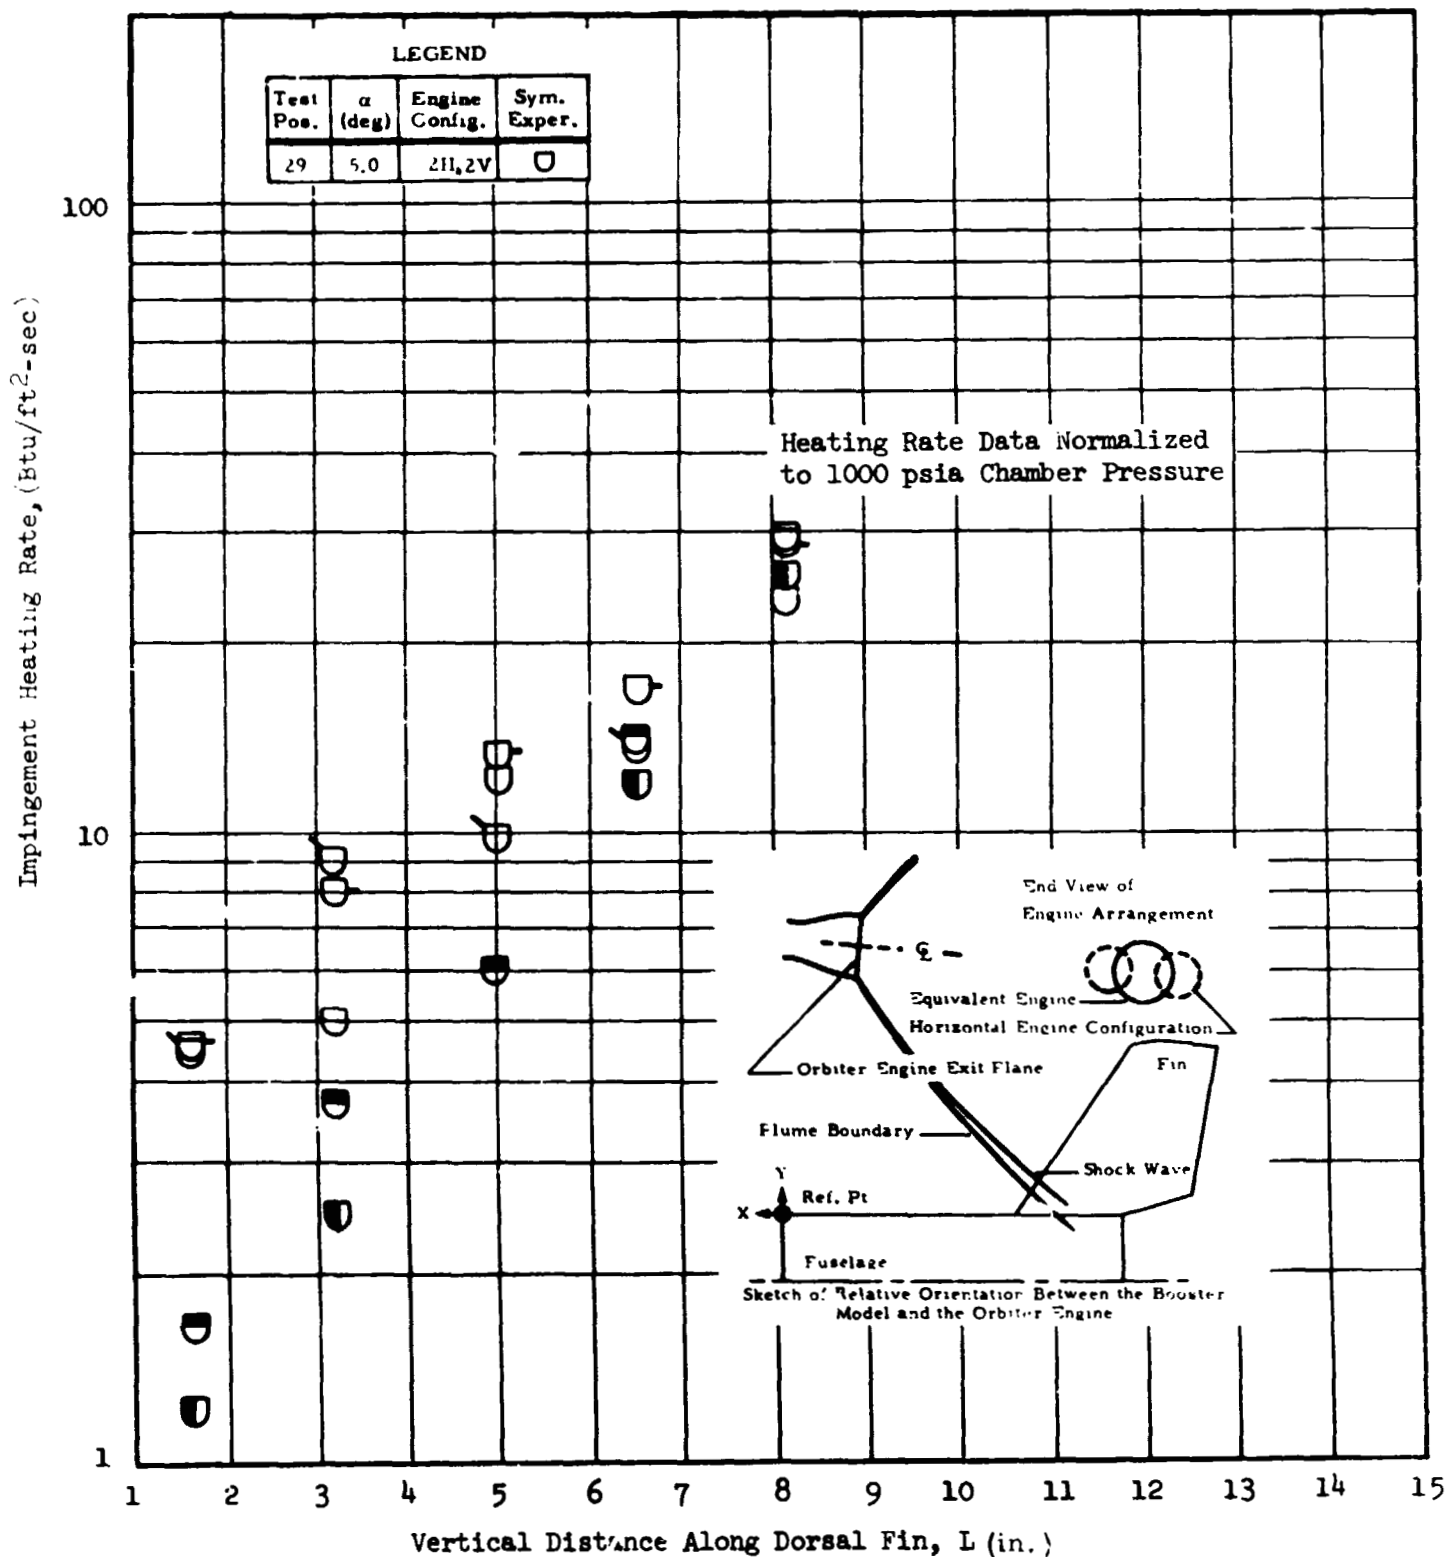 LEGEND
Test Pos. α (deg) Engine Config. Sym. Exper.
29 5.0 2H,2V
100
10
1
Impingement Heating Rate, (Btu/ft²-sec)
Heating Rate Data Normalized
to 1000 psia Chamber Pressure
End View of
Engine Arrangement
℄
Equivalent Engine
Horizontal Engine Configuration
Orbiter Engine Exit Plane
Fin
Plume Boundary
Shock Wave
Y
X
Ref. Pt
Fuselage
Sketch of Relative Orientation Between the Booster
Model and the Orbiter Engine
1 2 3 4 5 6 7 8 9 10 11 12 13 14 15
Vertical Distance Along Dorsal Fin, L (in.)